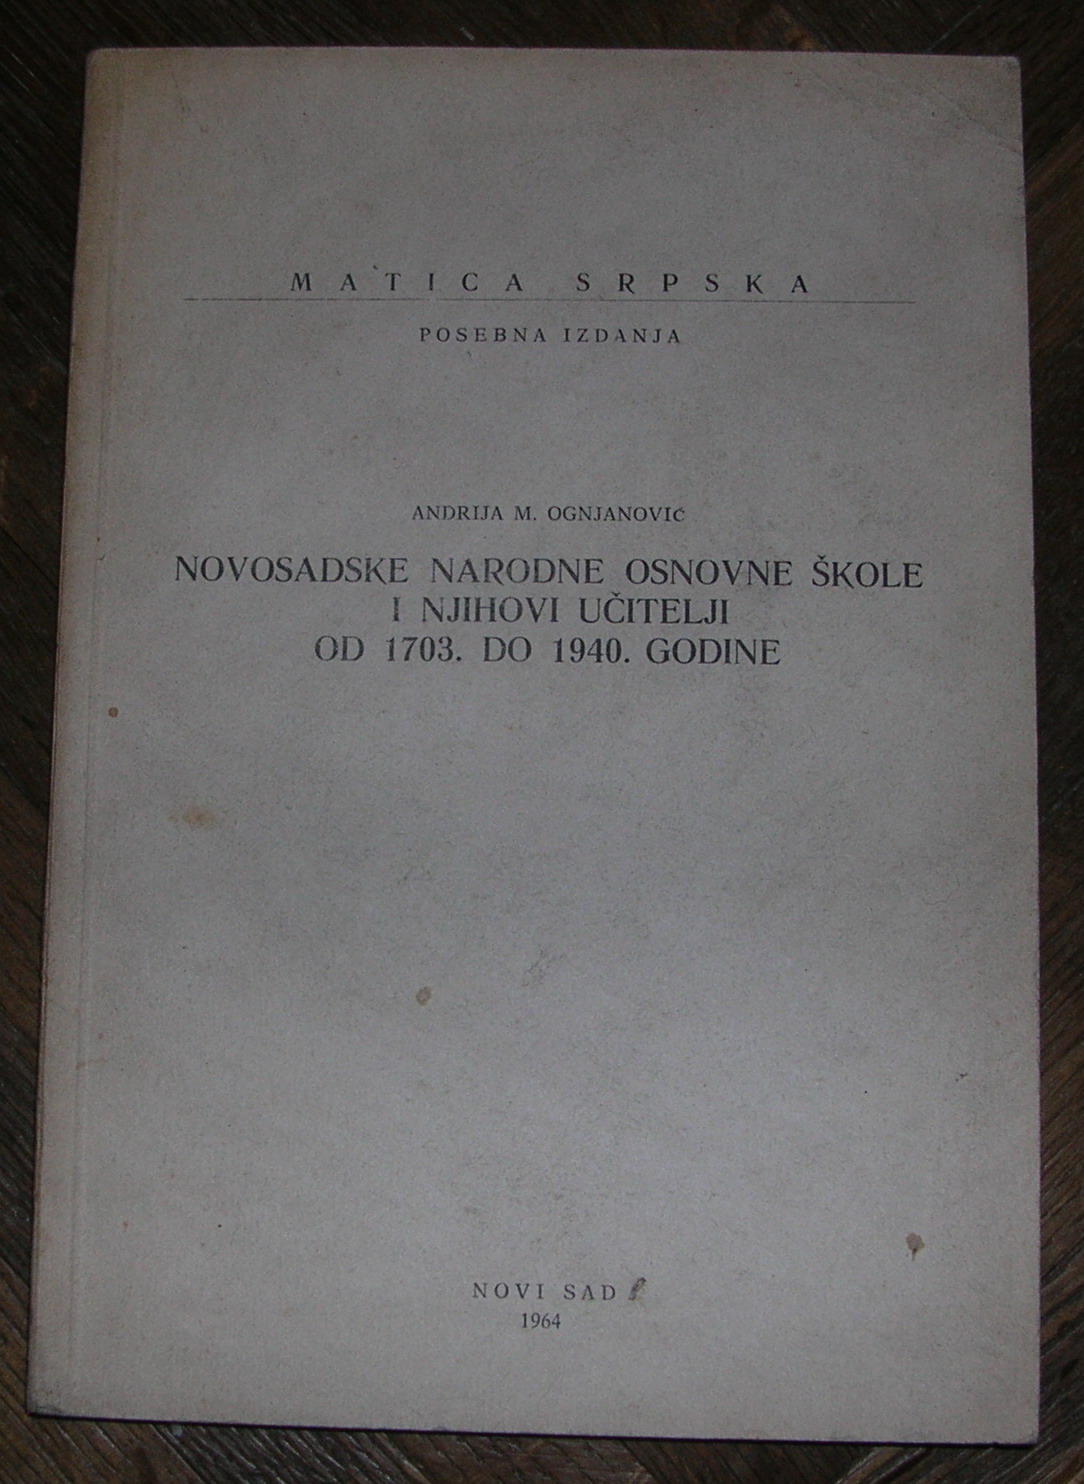 MATICA SRPSKA
POSEBNA IZDANJA
ANDRIJA M. OGNJANOVIĆ
NOVOSADSKE NARODNE OSNOVNE ŠKOLE
I NJIHOVI UČITELJI
OD 1703. DO 1940. GODINE
NOVI SAD
1964